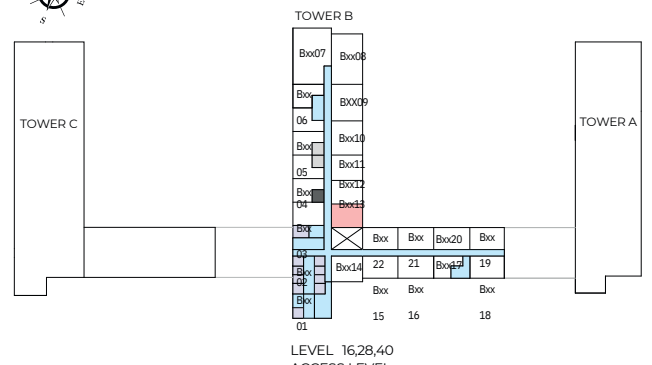 S
E
TOWER B
Bxx07
Bxx08
Bxx
06
BXX09
TOWER C
TOWER A
Bxx10
Bxx
05
Bxx11
Bxx12
Bxx
04
Bxx13
Bxx
03
Bxx
22
Bxx
21
Bxx20
Bxx
19
Bxx
02
Bxx14
Bxx17
Bxx
15
Bxx
16
Bxx
18
Bxx
01
LEVEL 16,28,40
ACCESS LEVEL